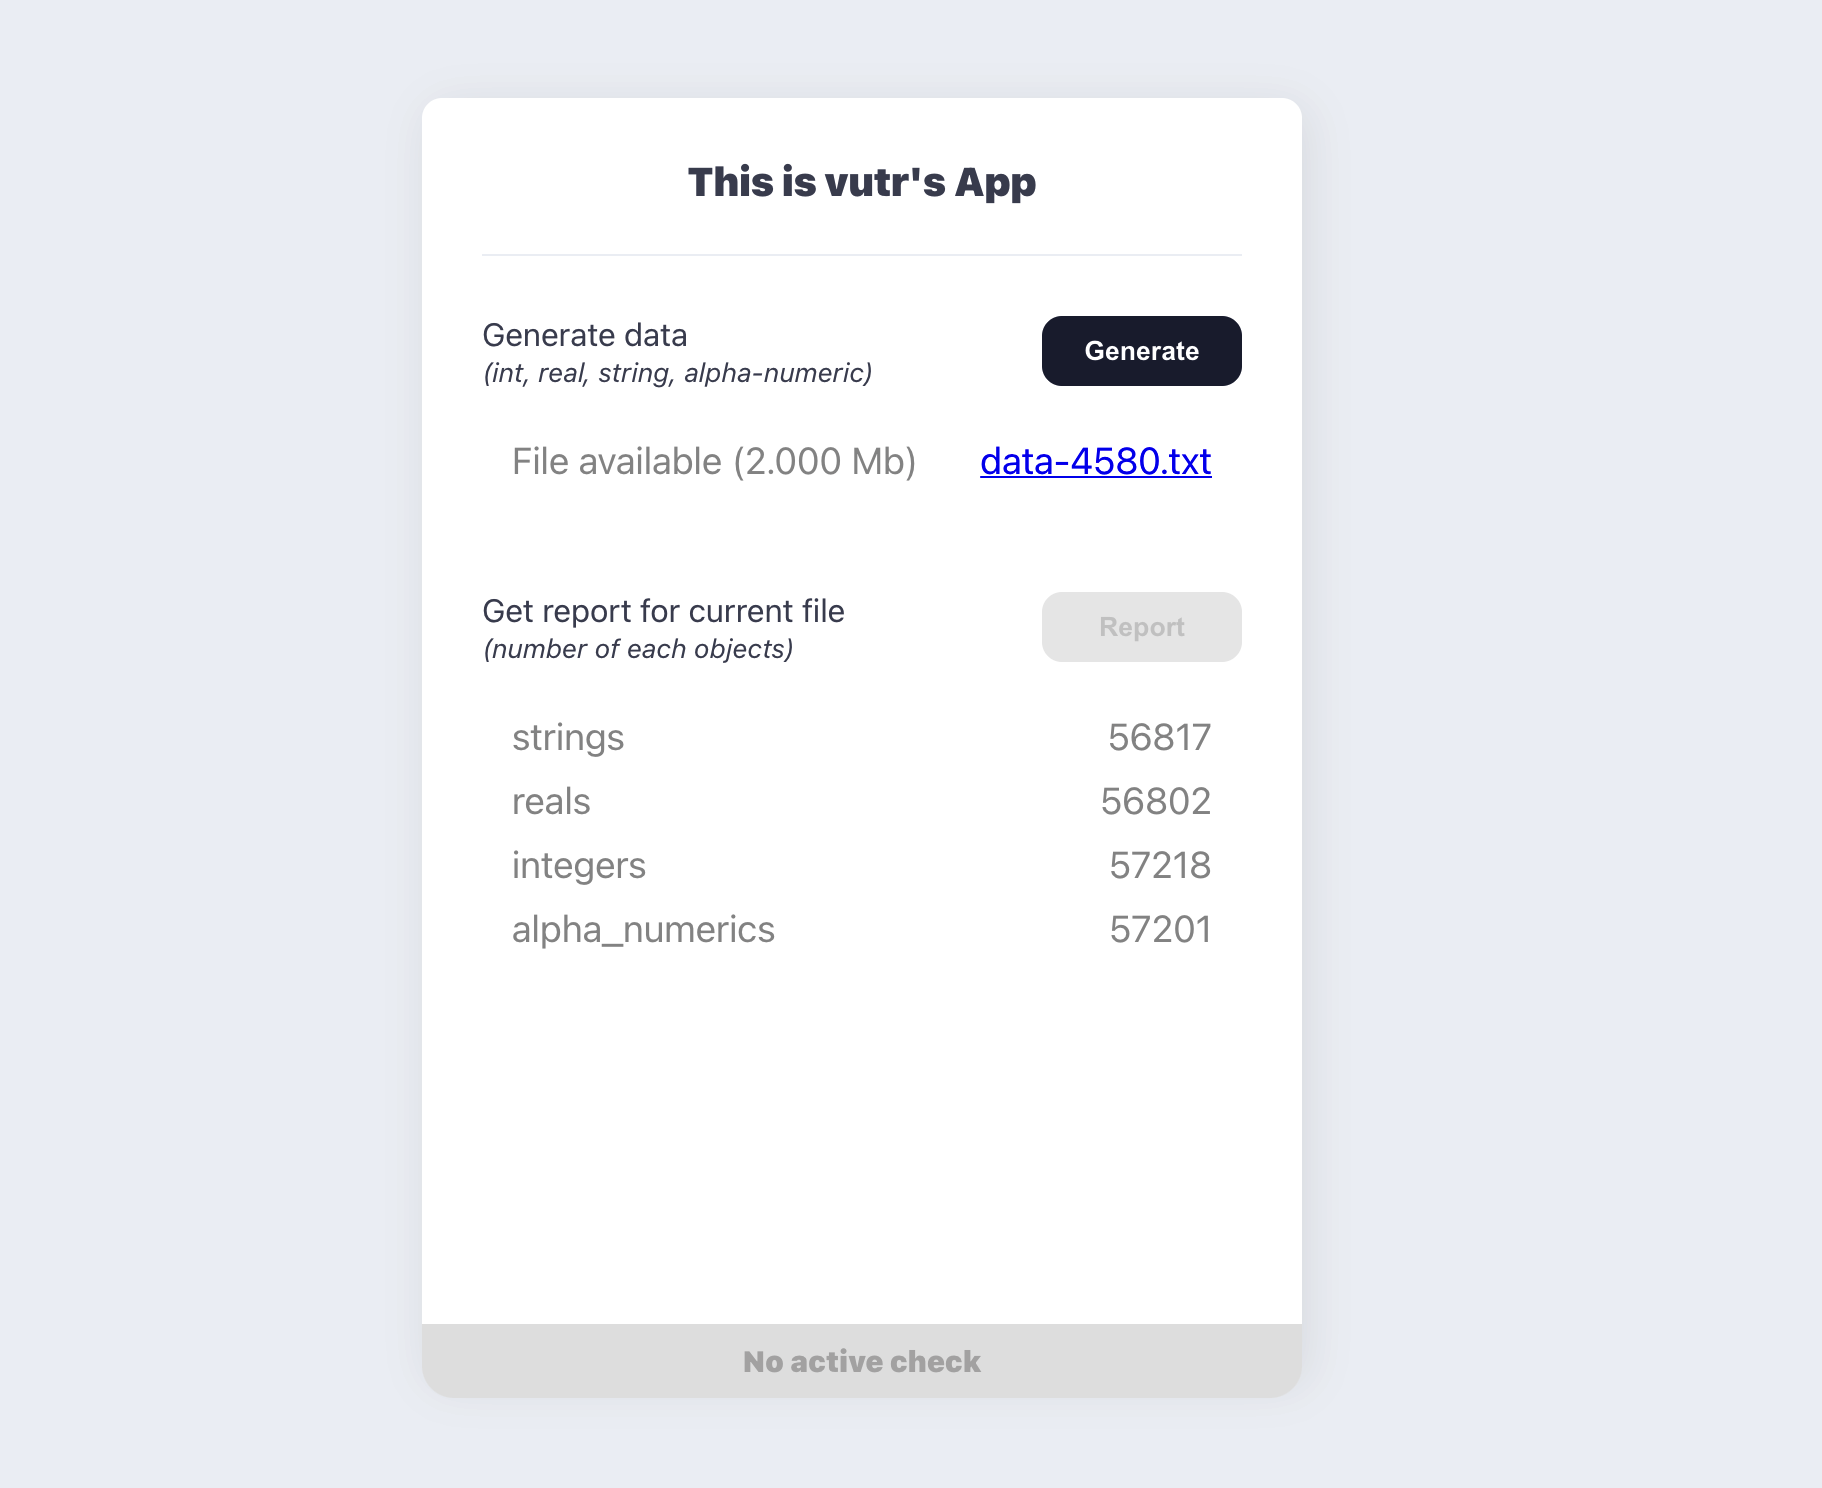 This is vutr's App
Generate data
(int, real, string, alpha-numeric)
Generate
File available (2.000 Mb) data-4580.txt
Get report for current file
(number of each objects)
Report
strings 56817
reals 56802
integers 57218
alpha_numerics 57201
No active check